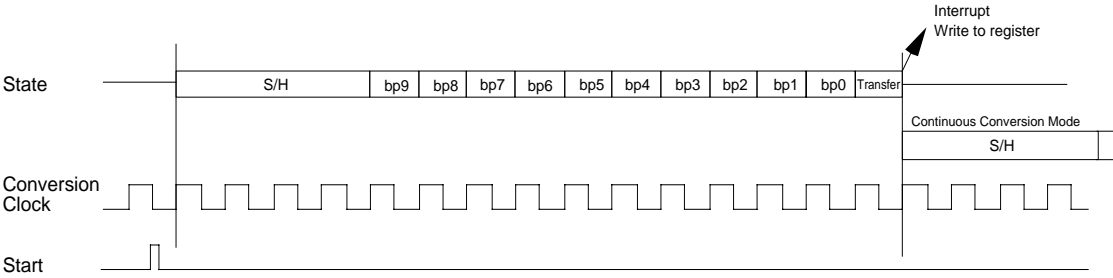 Interrupt
Write to register
State
S/H bp9 bp8 bp7 bp6 bp5 bp4 bp3 bp2 bp1 bp0 Transfer
Continuous Conversion Mode
S/H
Conversion
Clock
Start